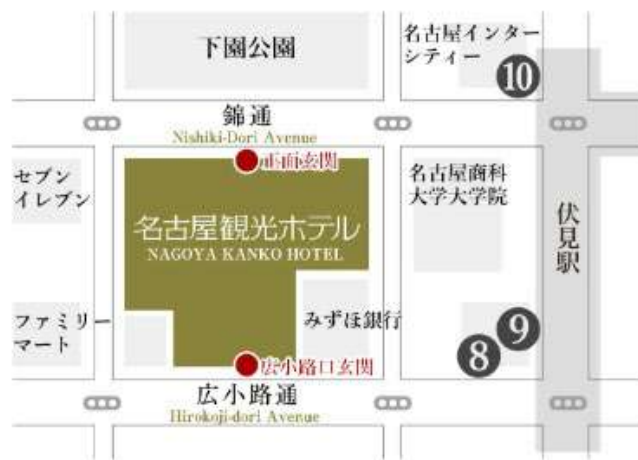 下園公園
名古屋インター
シティー
10
錦通
Nishiki-Dori Avenue
正面玄関
セブン
イレブン
名古屋観光ホテル
NAGOYA KANKO HOTEL
名古屋商科
大学大学院
伏見駅
ファミリー
マート
みずほ銀行
9
8
広小路口玄関
広小路通
Hirokoji-dori Avenue